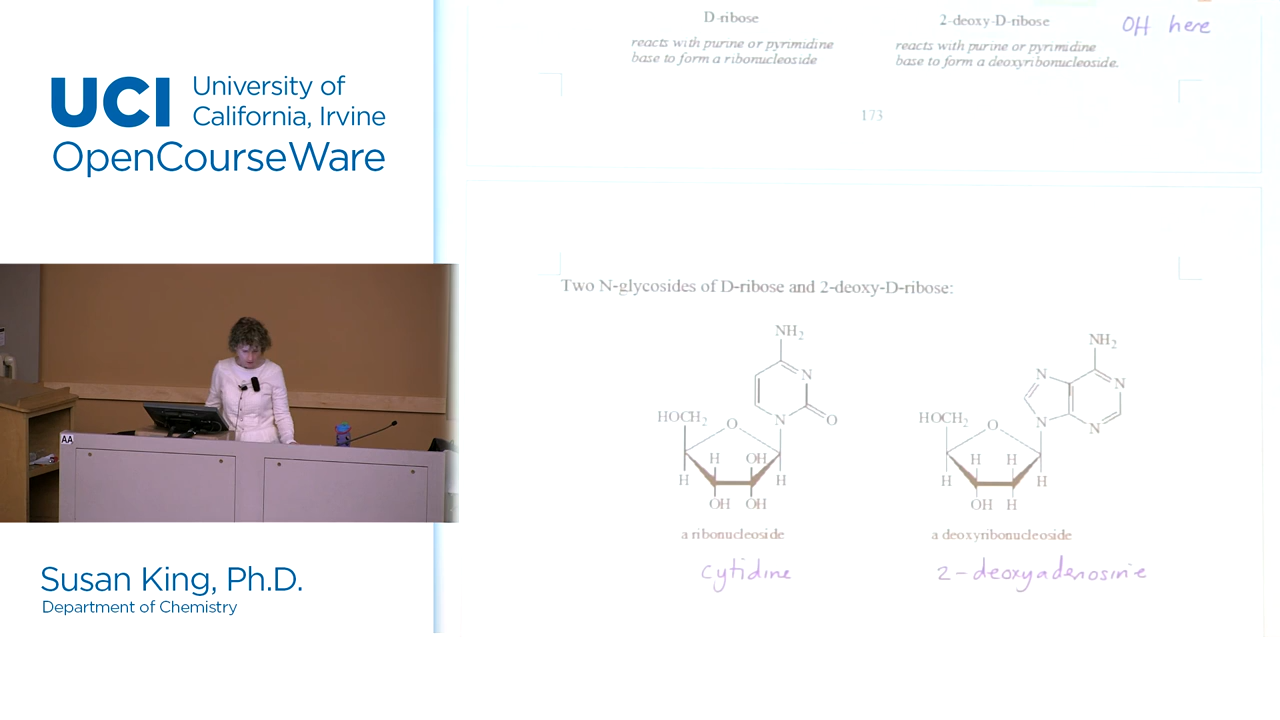 UCI University of
California, Irvine
OpenCourseWare
AA
Susan King, Ph.D.
Department of Chemistry
D-ribose
reacts with purine or pyrimidine
base to form a ribonucleoside
2-deoxy-D-ribose
reacts with purine or pyrimidine
base to form a deoxyribonucleoside.
OH here
173
Two N-glycosides of D-ribose and 2-deoxy-D-ribose:
NH2
N
N
O
HOCH2
O
H
OH
H
H
OH
OH
a ribonucleoside
cytidine
NH2
N
N
N
N
HOCH2
O
H
H
H
H
OH
H
a deoxyribonucleoside
2-deoxyadenosine